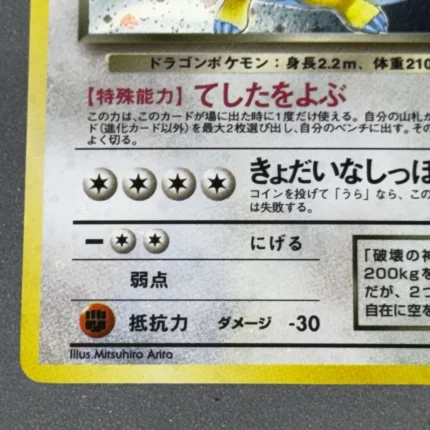 ドラゴンポケモン：身長2.2m、体重210
【特殊能力】てしたをよぶ
この力は、このカードが場に出た時に1度だけ使える。自分の山札か
ド（進化カード以外）を最大2枚選び出し、自分のベンチに出す。その
よく切る。
きょだいなしっぽ
コインを投げて「うら」なら、この
は失敗する。
にげる
弱点
抵抗力 ダメージ -30
「破壊の神
200kgを
だが、2つ
自在に空を
Illus.Mitsuhiro Arita